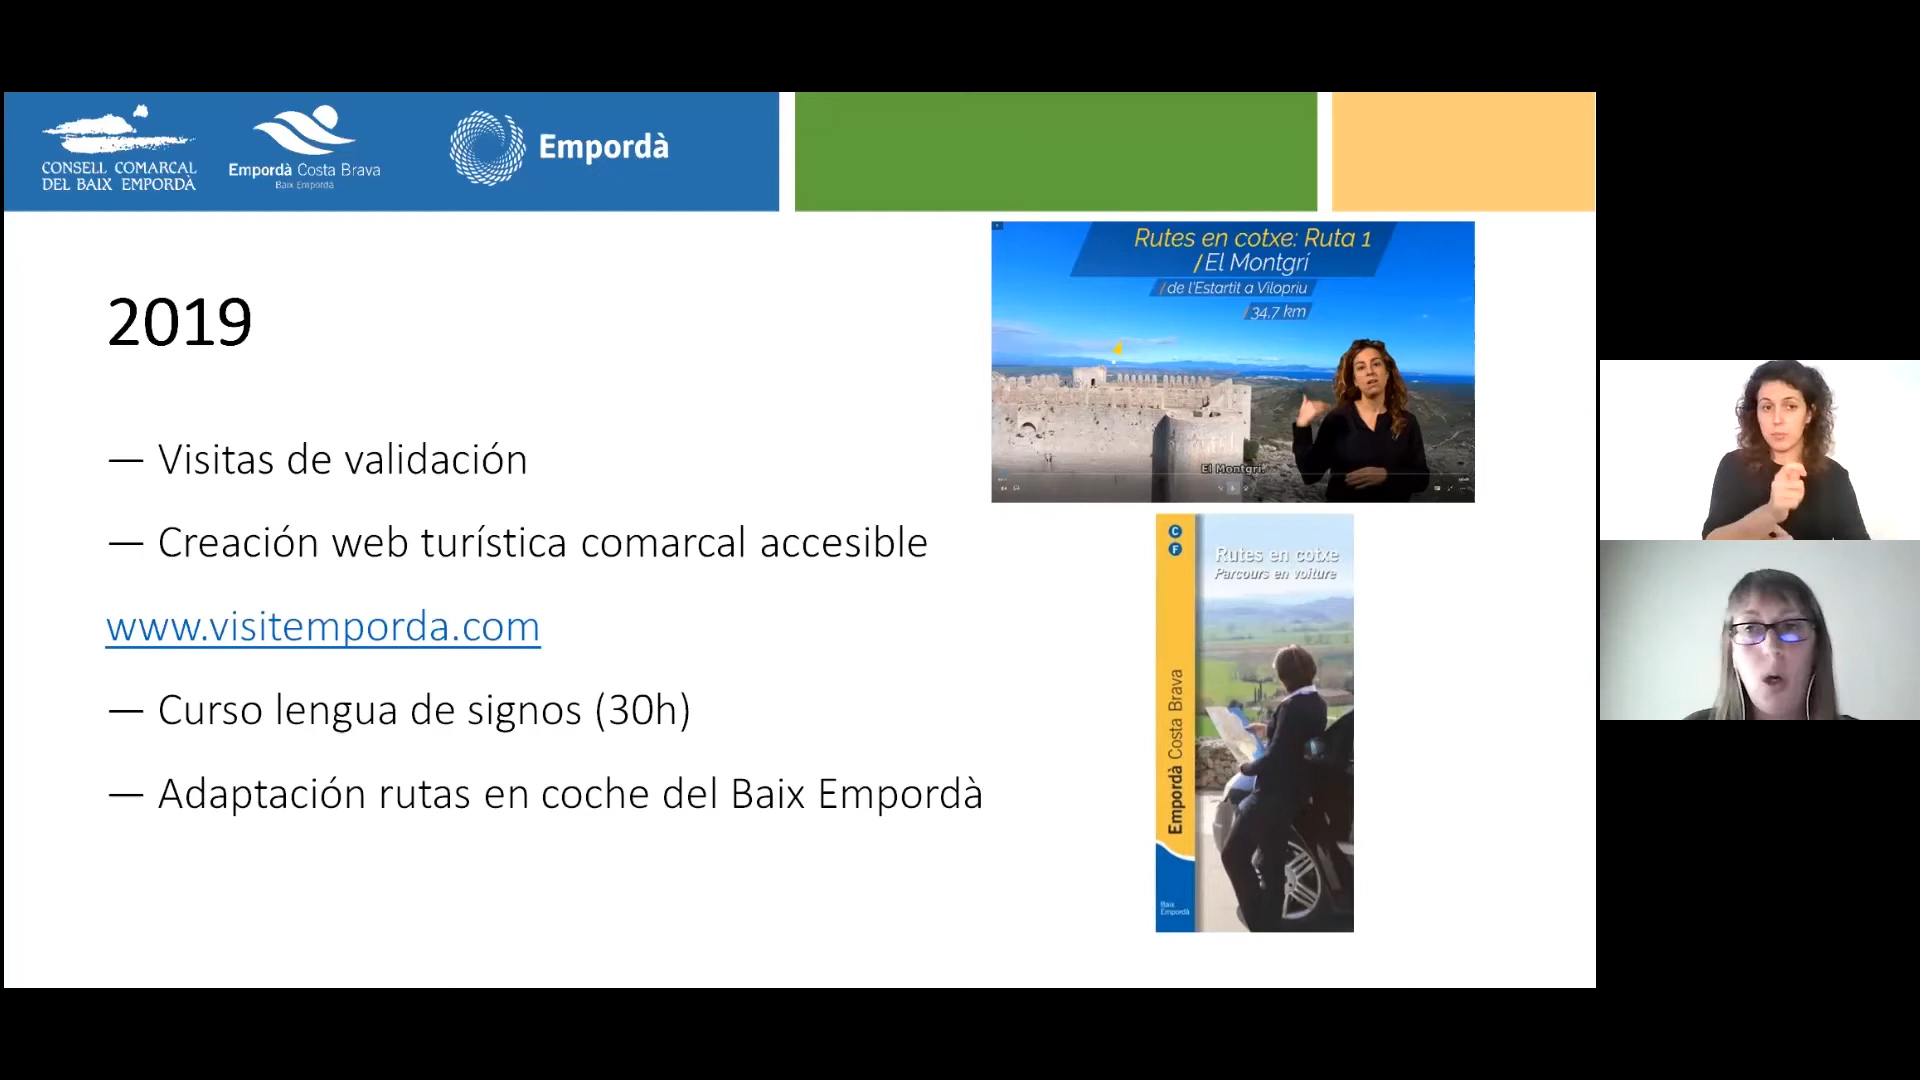 CONSELL COMARCAL
DEL BAIX EMPORDÀ
Empordà Costa Brava
Baix Empordà
Empordà
2019
— Visitas de validación
— Creación web turística comarcal accesible
www.visitemporda.com
— Curso lengua de signos (30h)
— Adaptación rutas en coche del Baix Empordà
Rutes en cotxe: Ruta 1
/El Montgrí
/de l'Estartit a Vilopriu
/34,7 km
El Montgrí.
C
F
Rutes en cotxe
Parcours en voiture
Empordà Costa Brava
Baix
Empordà